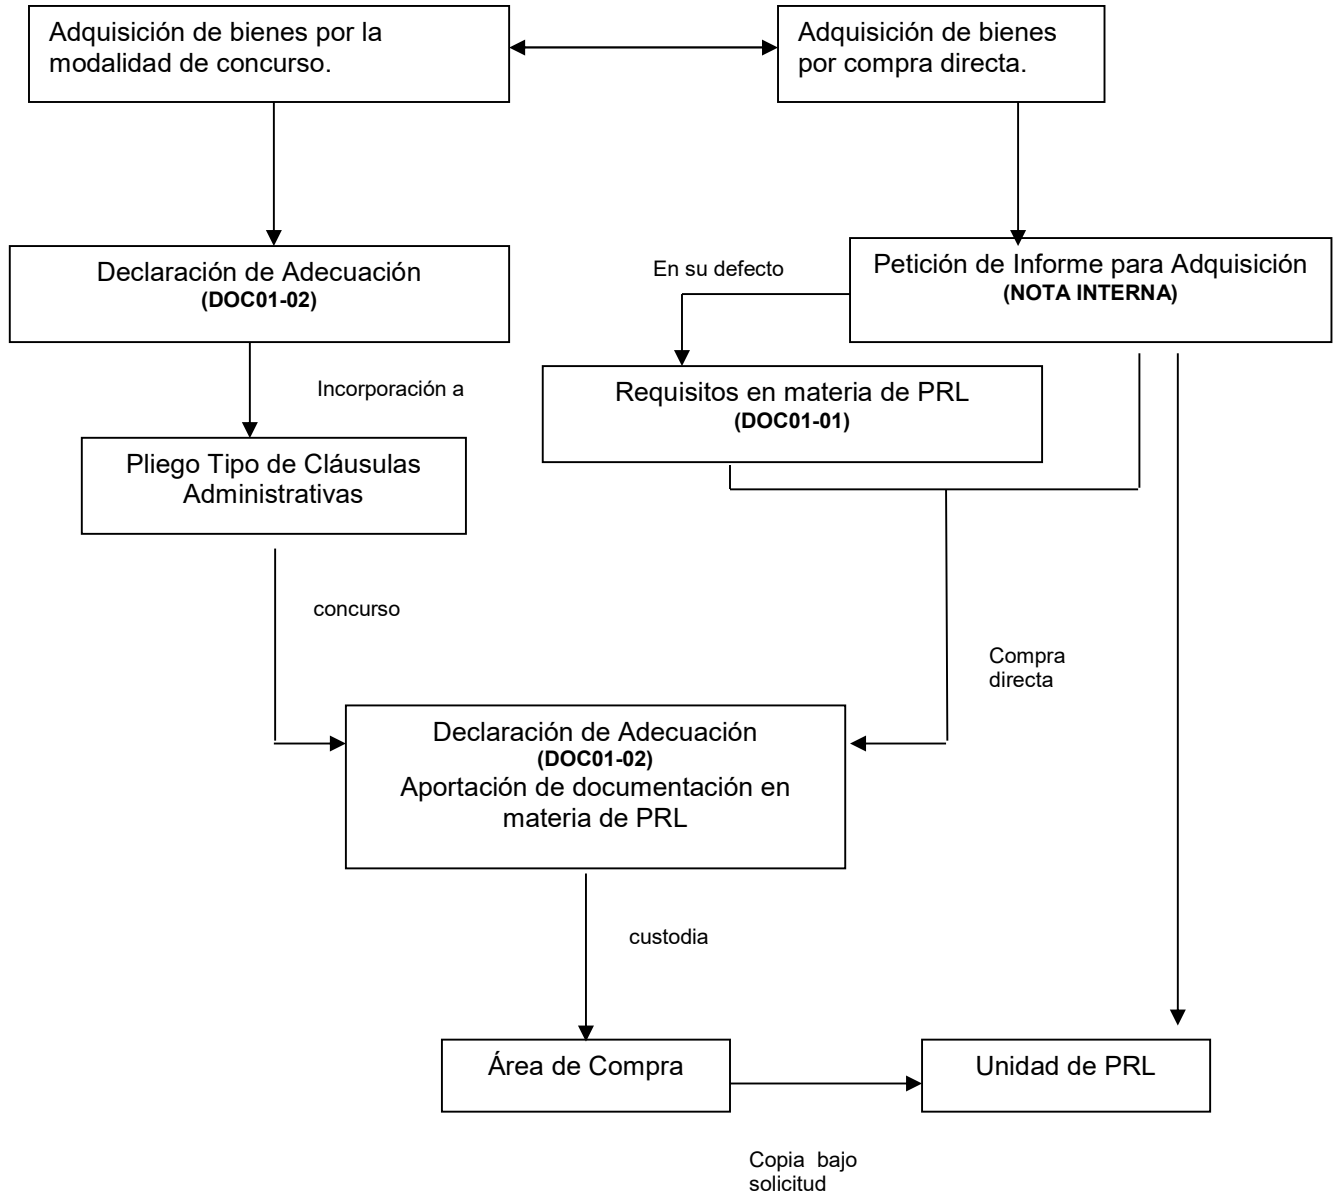 Adquisición de bienes por la
modalidad de concurso.
Adquisición de bienes
por compra directa.
Declaración de Adecuación
(DOC01-02)
En su defecto
Petición de Informe para Adquisición
(NOTA INTERNA)
Incorporación a
Requisitos en materia de PRL
(DOC01-01)
Pliego Tipo de Cláusulas
Administrativas
concurso
Compra
directa
Declaración de Adecuación
(DOC01-02)
Aportación de documentación en
materia de PRL
custodia
Área de Compra
Unidad de PRL
Copia bajo
solicitud